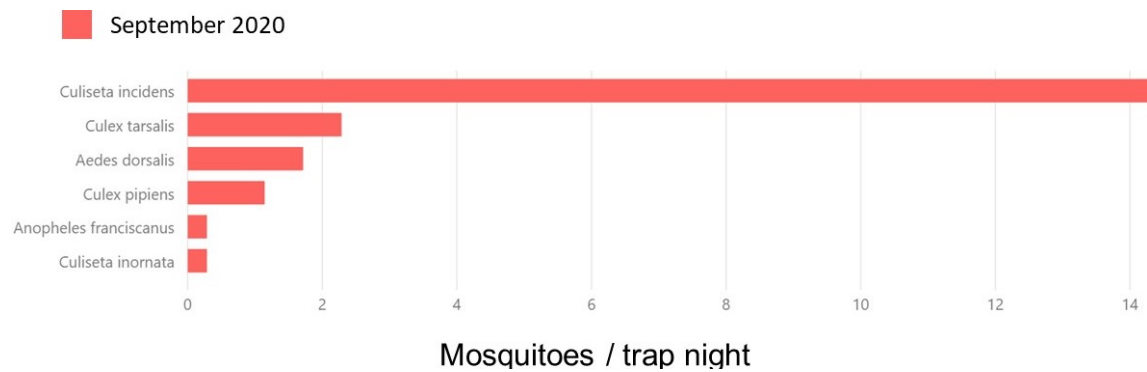 September 2020
Culiseta incidens
Culex tarsalis
Aedes dorsalis
Culex pipiens
Anopheles franciscanus
Culiseta inornata
0 2 4 6 8 10 12 14
Mosquitoes / trap night